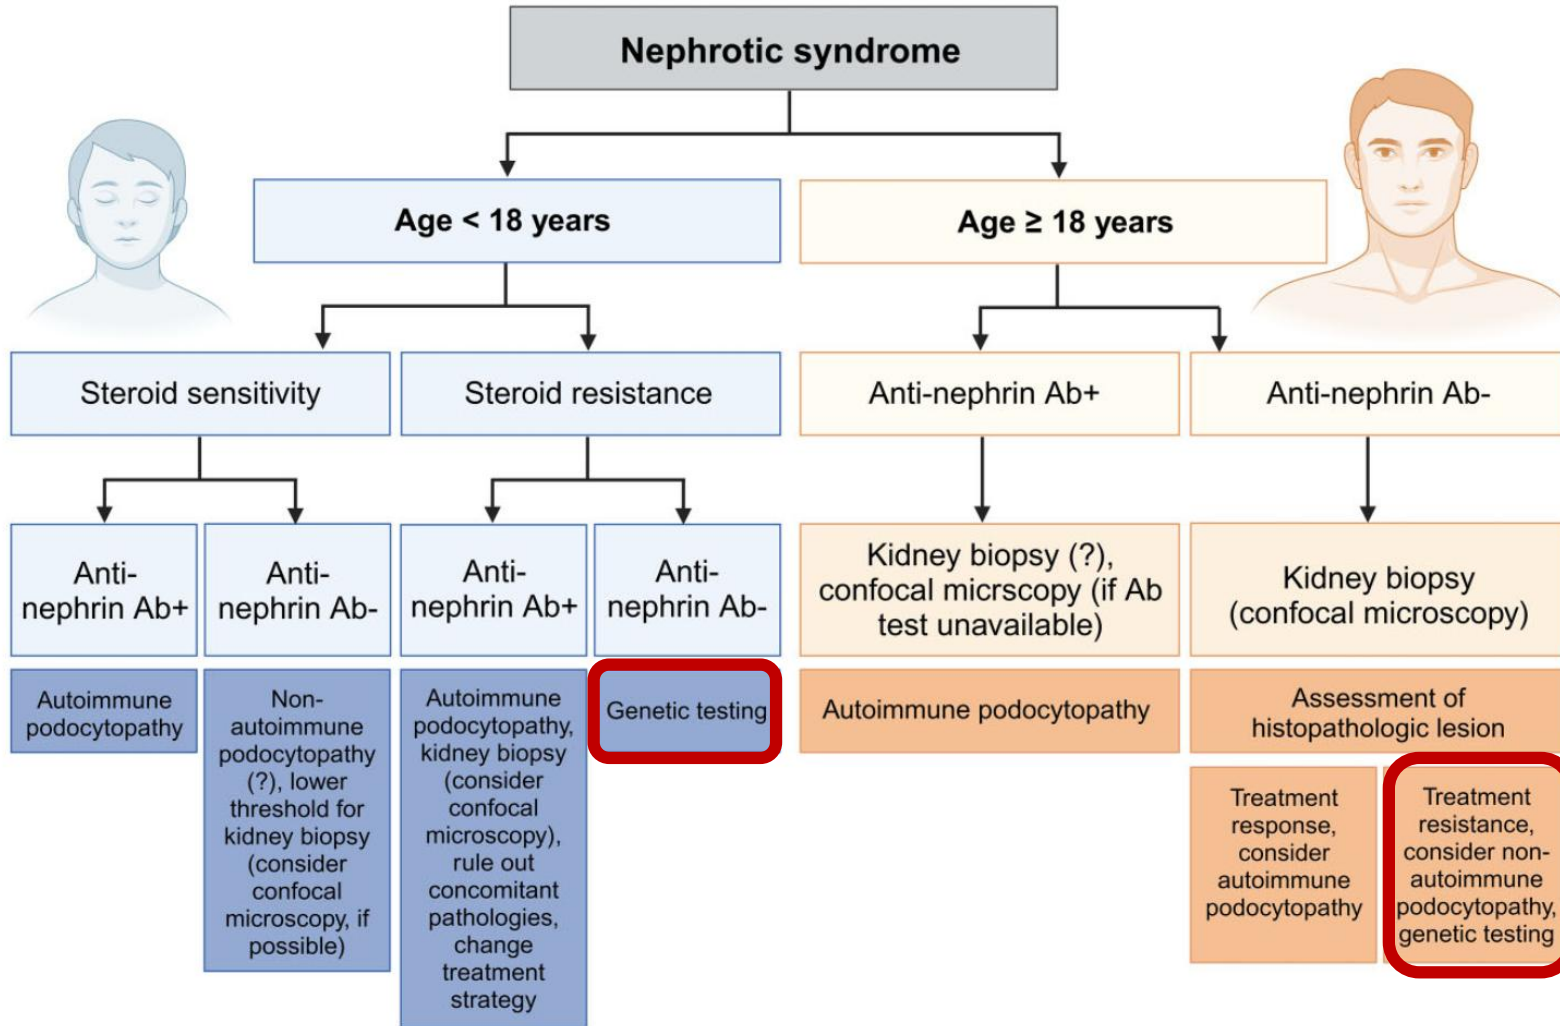 Nephrotic syndrome
Age < 18 years
Age ≥ 18 years
Steroid sensitivity
Steroid resistance
Anti-nephrin Ab+
Anti-nephrin Ab-
Anti-
nephrin Ab+
Anti-
nephrin Ab-
Anti-
nephrin Ab+
Anti-
nephrin Ab-
Kidney biopsy (?),
confocal micrscopy (if Ab
test unavailable)
Kidney biopsy
(confocal microscopy)
Autoimmune
podocytopathy
Non-
autoimmune
podocytopathy
(?), lower
threshold for
kidney biopsy
(consider
confocal
microscopy, if
possible)
Autoimmune
podocytopathy,
kidney biopsy
(consider
confocal
microscopy),
rule out
concomitant
pathologies,
change
treatment
strategy
Genetic testing
Autoimmune podocytopathy
Assessment of
histopathologic lesion
Treatment
response,
consider
autoimmune
podocytopathy
Treatment
resistance,
consider non-
autoimmune
podocytopathy,
genetic testing